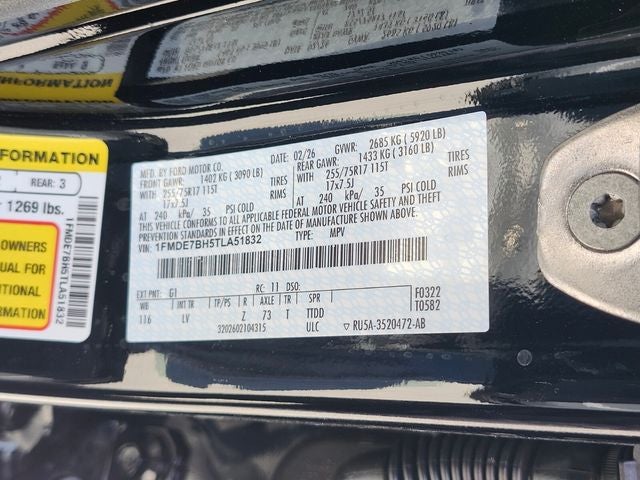 FORMATION
REAR: 3
1269 lbs.
OWNERS
UAL FOR
NAL
ION
1FMDE7BH5TLA51832
MFD. BY FORD MOTOR CO. 02/26 GVWR: 2685 KG ( 5920 LB)
FRONT GAWR: 1402 KG ( 3090 LB) REAR GAWR: 1433 KG ( 3160 LB)
255/75R17 115T TIRES 255/75R17 115T TIRES
17x7.5J RIMS 17x7.5J RIMS
AT 240 kPa/ 35 PSI COLD AT 240 kPa/ 35 PSI COLD
THIS VEHICLE CONFORMS TO ALL APPLICABLE FEDERAL MOTOR VEHICLE SAFETY AND THEFT
PREVENTION STANDARDS IN EFFECT ON THE DATE OF MANUFACTURE SHOWN ABOVE.
VIN: 1FMDE7BH5TLA51832 TYPE: MPV
EXT PNT: G1 RC: 11 DSO: F0322
WB INT TR TP/PS R AXLE TR SPR T0582
116 LV Z 73 T TTDD
3202602104315 ULC RU5A-3520472-AB